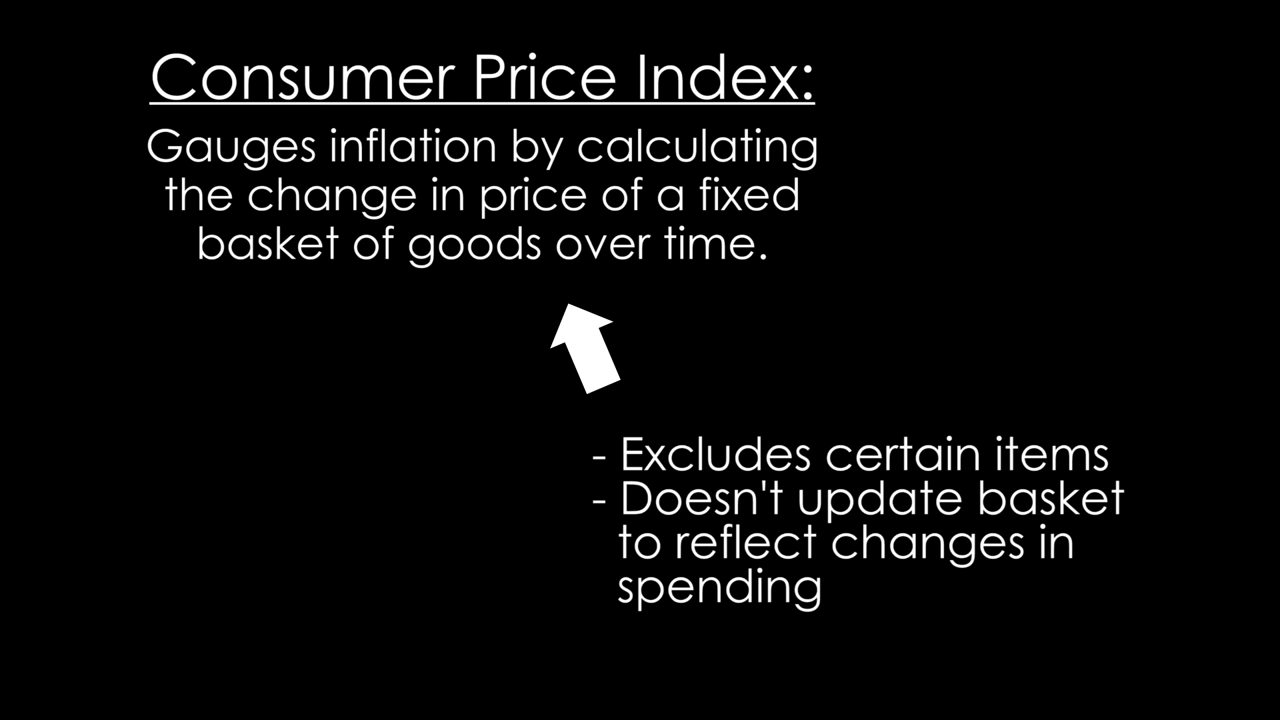 Consumer Price Index:
Gauges inflation by calculating
the change in price of a fixed
basket of goods over time.
- Excludes certain items
- Doesn't update basket
to reflect changes in
spending